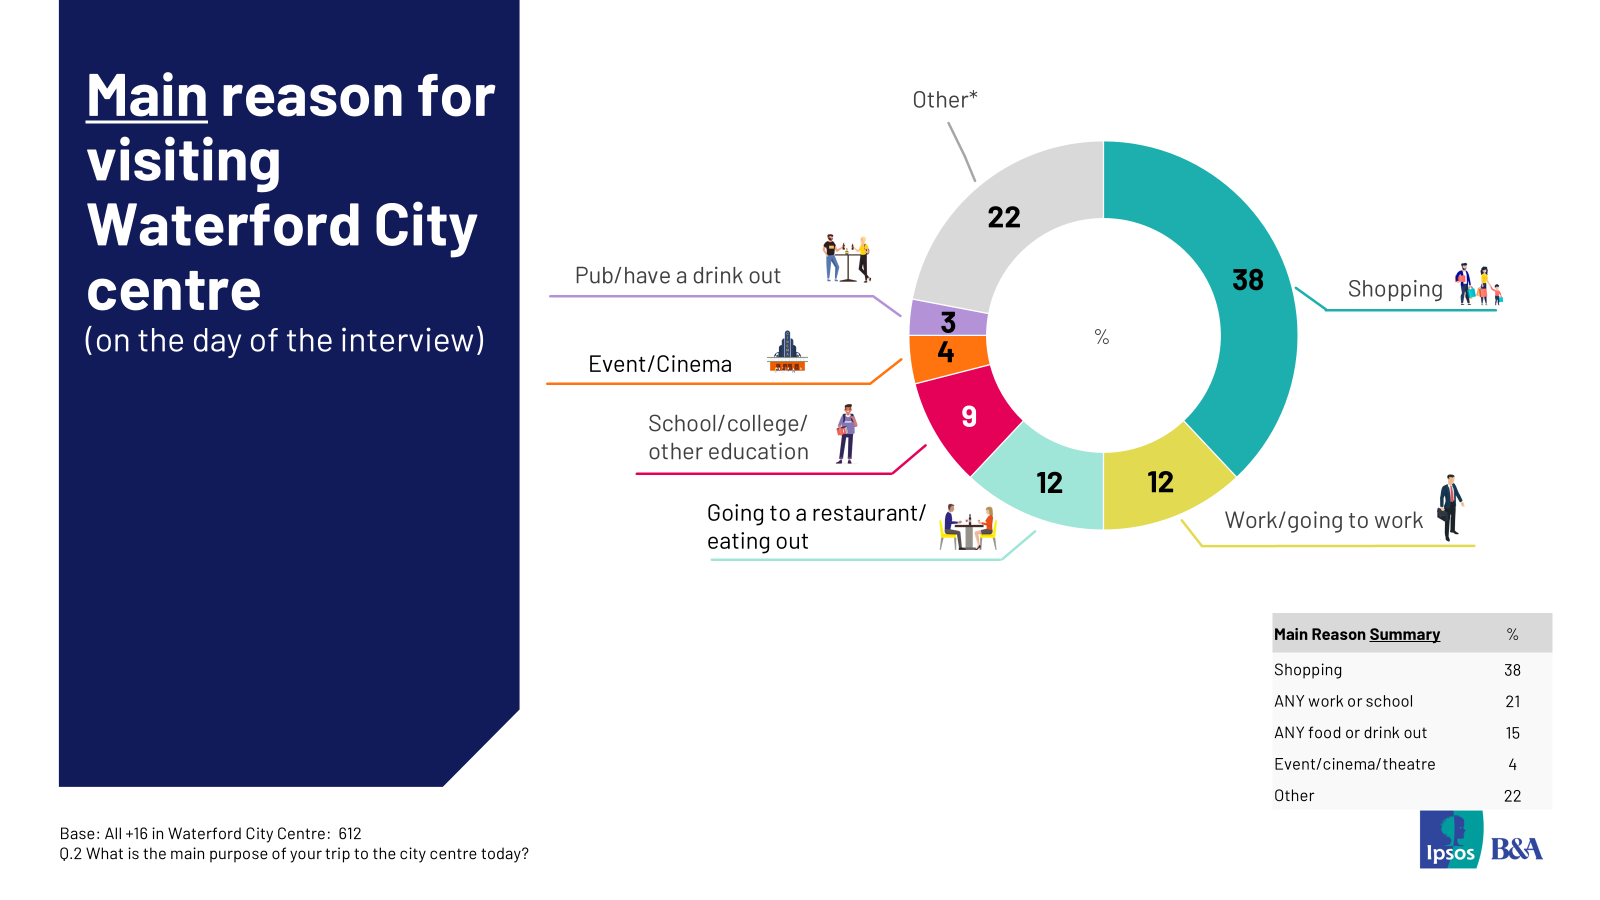 Main reason for
visiting
Waterford City
centre
(on the day of the interview)
Other*
22
Pub/have a drink out
3
38
Shopping
%
Event/Cinema
4
School/college/
other education
9
Going to a restaurant/
eating out
12
12
Work/going to work
Main Reason Summary %
Shopping 38
ANY work or school 21
ANY food or drink out 15
Event/cinema/theatre 4
Other 22
Base: All +16 in Waterford City Centre: 612
Q.2 What is the main purpose of your trip to the city centre today?
Ipsos B&A